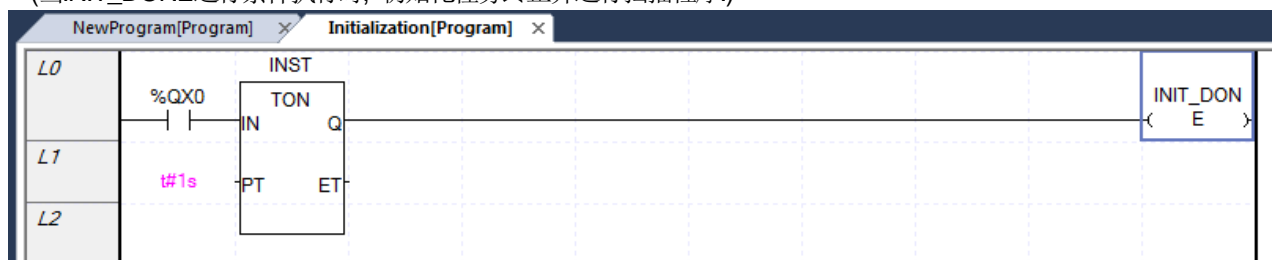 NewProgram[Program] Initialization[Program]
L0
INST
%QX0
TON
INIT_DON
E
IN Q
L1
t#1s
PT ET
L2